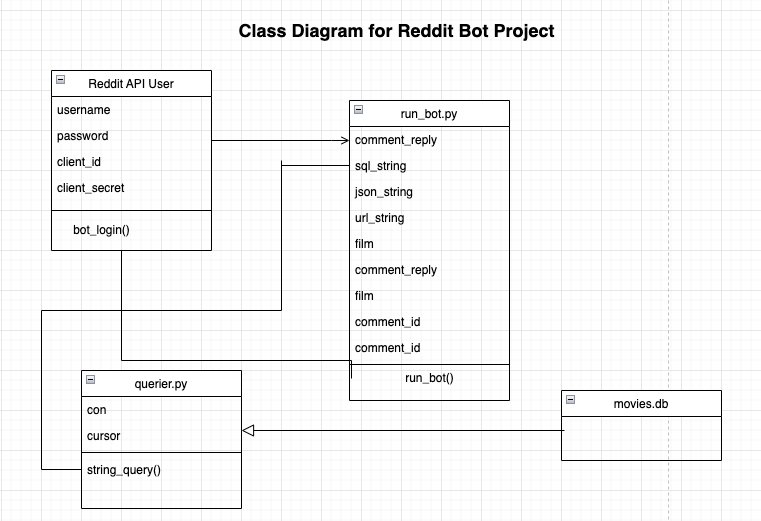 Class Diagram for Reddit Bot Project
Reddit API User
username
password
client_id
client_secret
bot_login()
run_bot.py
comment_reply
sql_string
json_string
url_string
film
comment_reply
film
comment_id
comment_id
run_bot()
querier.py
con
cursor
string_query()
movies.db